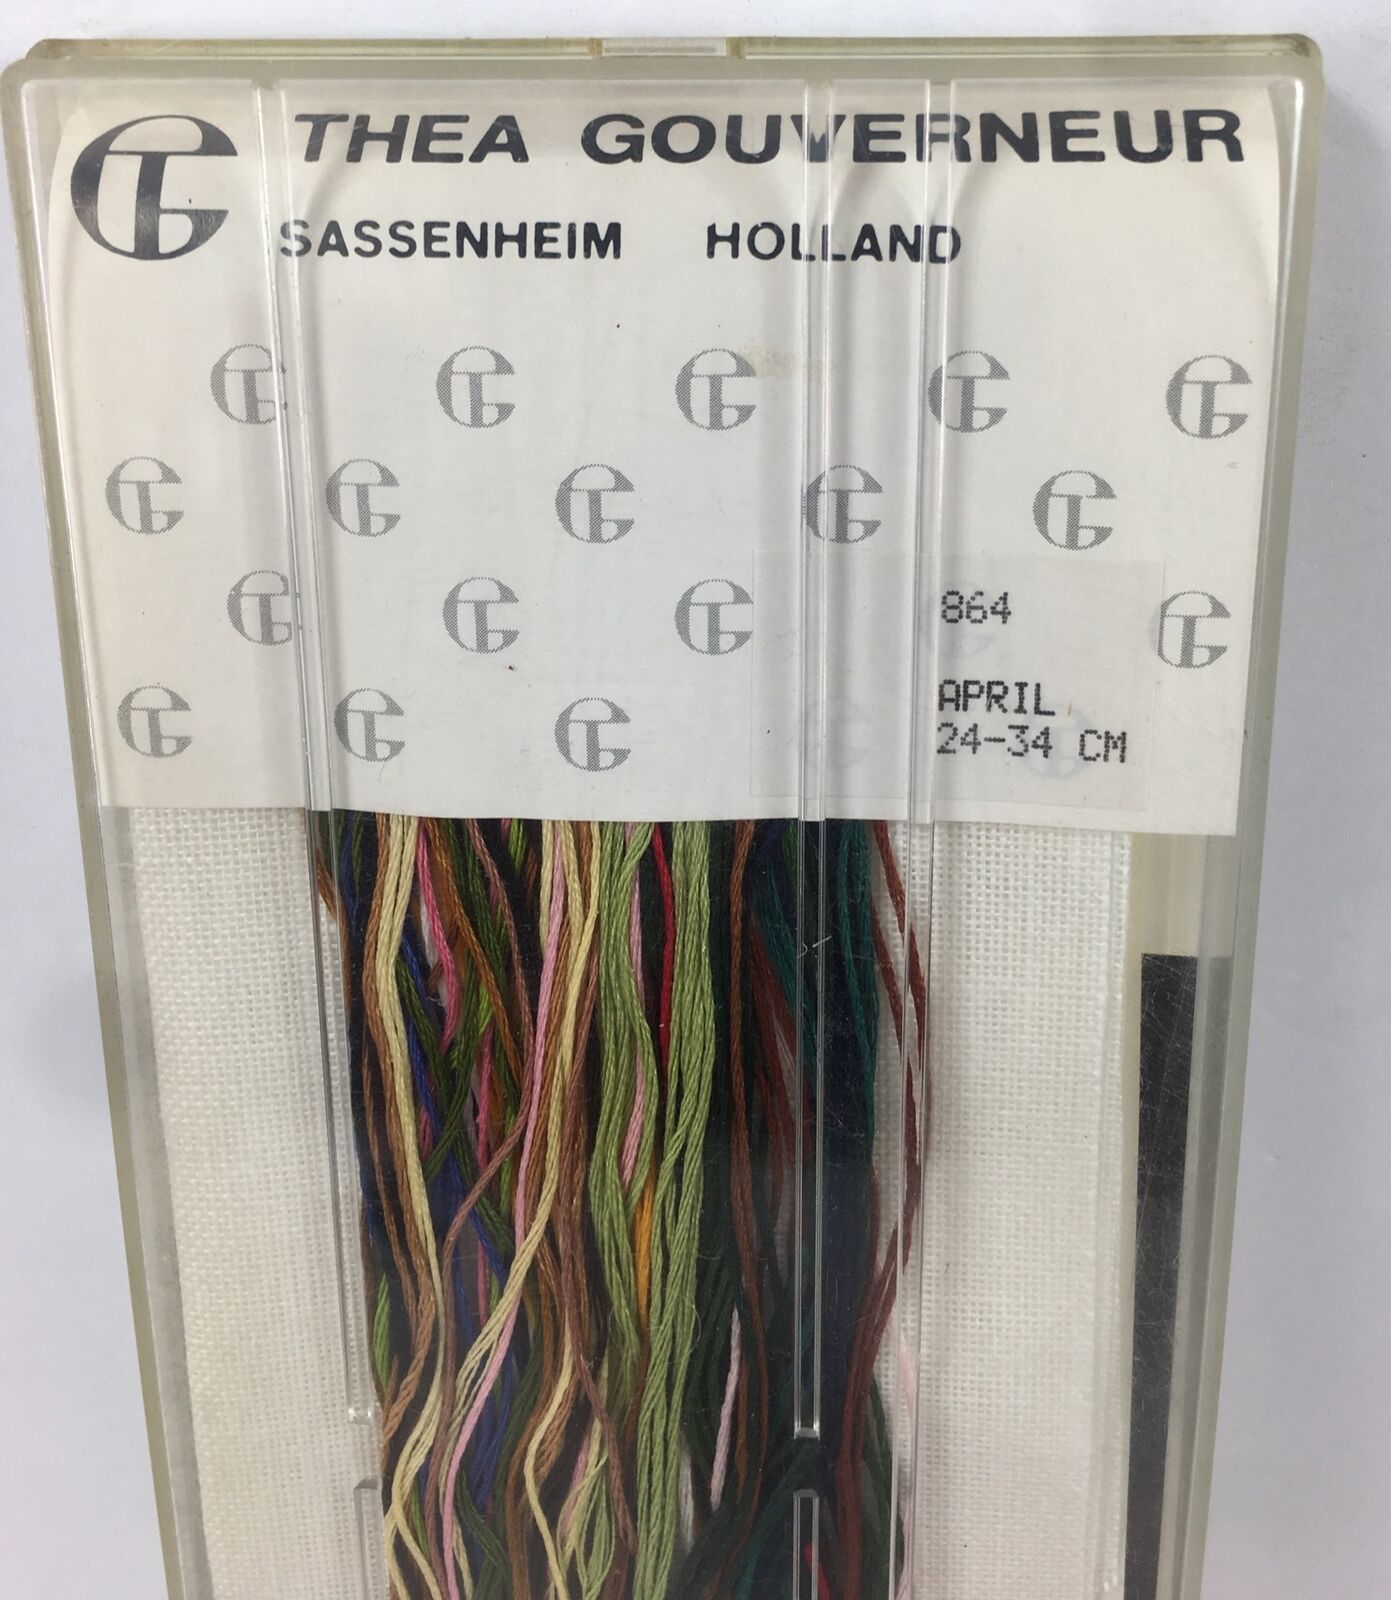 THEA GOUVERNEUR
SASSENHEIM HOLLAND
864
APRIL
24-34 CM